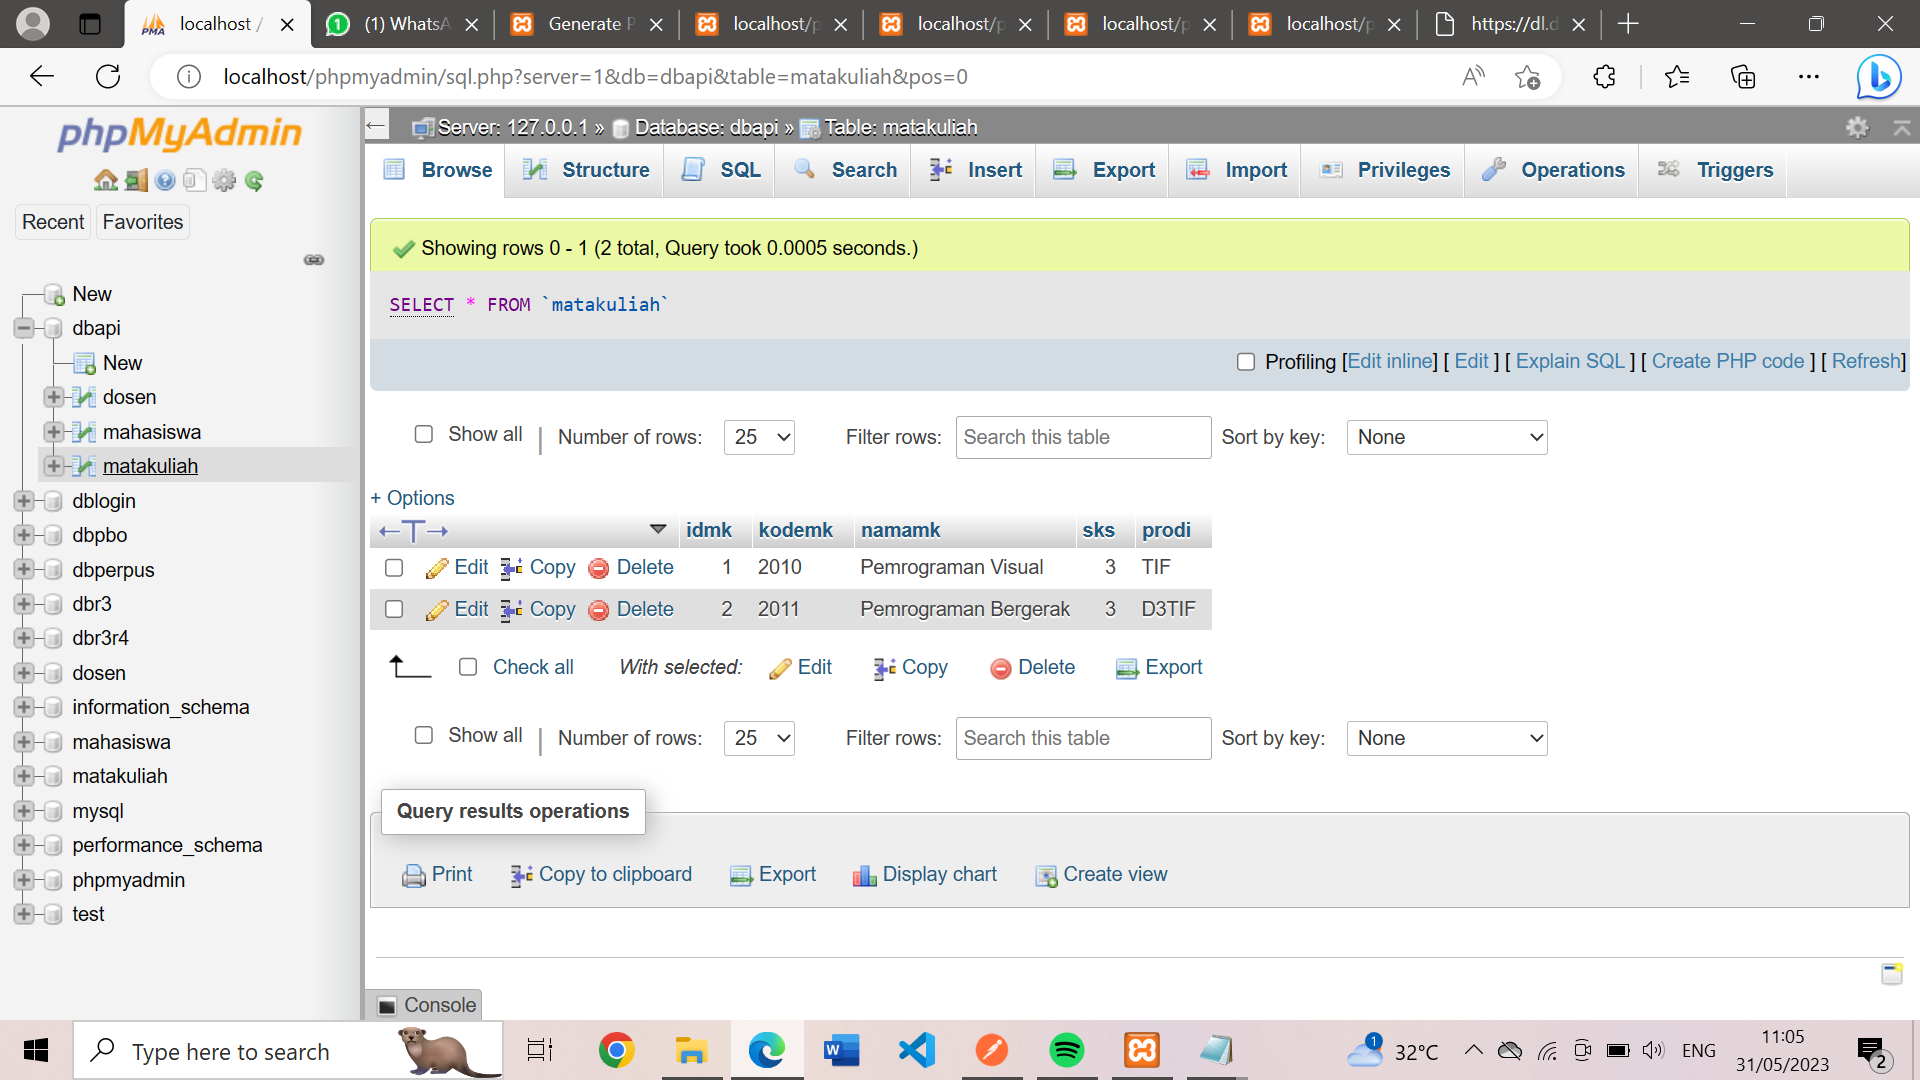 localhost /
(1) WhatsA
Generate P
localhost/p
localhost/p
localhost/p
localhost/p
https://dl.d
localhost/phpmyadmin/sql.php?server=1&db=dbapi&table=matakuliah&pos=0
phpMyAdmin
Recent
Favorites
New
dbapi
New
dosen
mahasiswa
matakuliah
dblogin
dbpbo
dbperpus
dbr3
dbr3r4
dosen
information_schema
mahasiswa
matakuliah
mysql
performance_schema
phpmyadmin
test
Server: 127.0.0.1 » Database: dbapi » Table: matakuliah
Browse Structure SQL Search Insert Export Import Privileges Operations Triggers
Showing rows 0 - 1 (2 total, Query took 0.0005 seconds.)
SELECT * FROM `matakuliah`
Profiling [Edit inline] [ Edit ] [ Explain SQL ] [ Create PHP code ] [ Refresh]
Show all | Number of rows: 25 Filter rows: Search this table Sort by key: None
+ Options
←T→ idmk kodemk namamk sks prodi
Edit Copy Delete 1 2010 Pemrograman Visual 3 TIF
Edit Copy Delete 2 2011 Pemrograman Bergerak 3 D3TIF
Check all With selected: Edit Copy Delete Export
Show all | Number of rows: 25 Filter rows: Search this table Sort by key: None
Query results operations
Print Copy to clipboard Export Display chart Create view
Console
Type here to search
1
32°C
ENG
11:05
31/05/2023
2